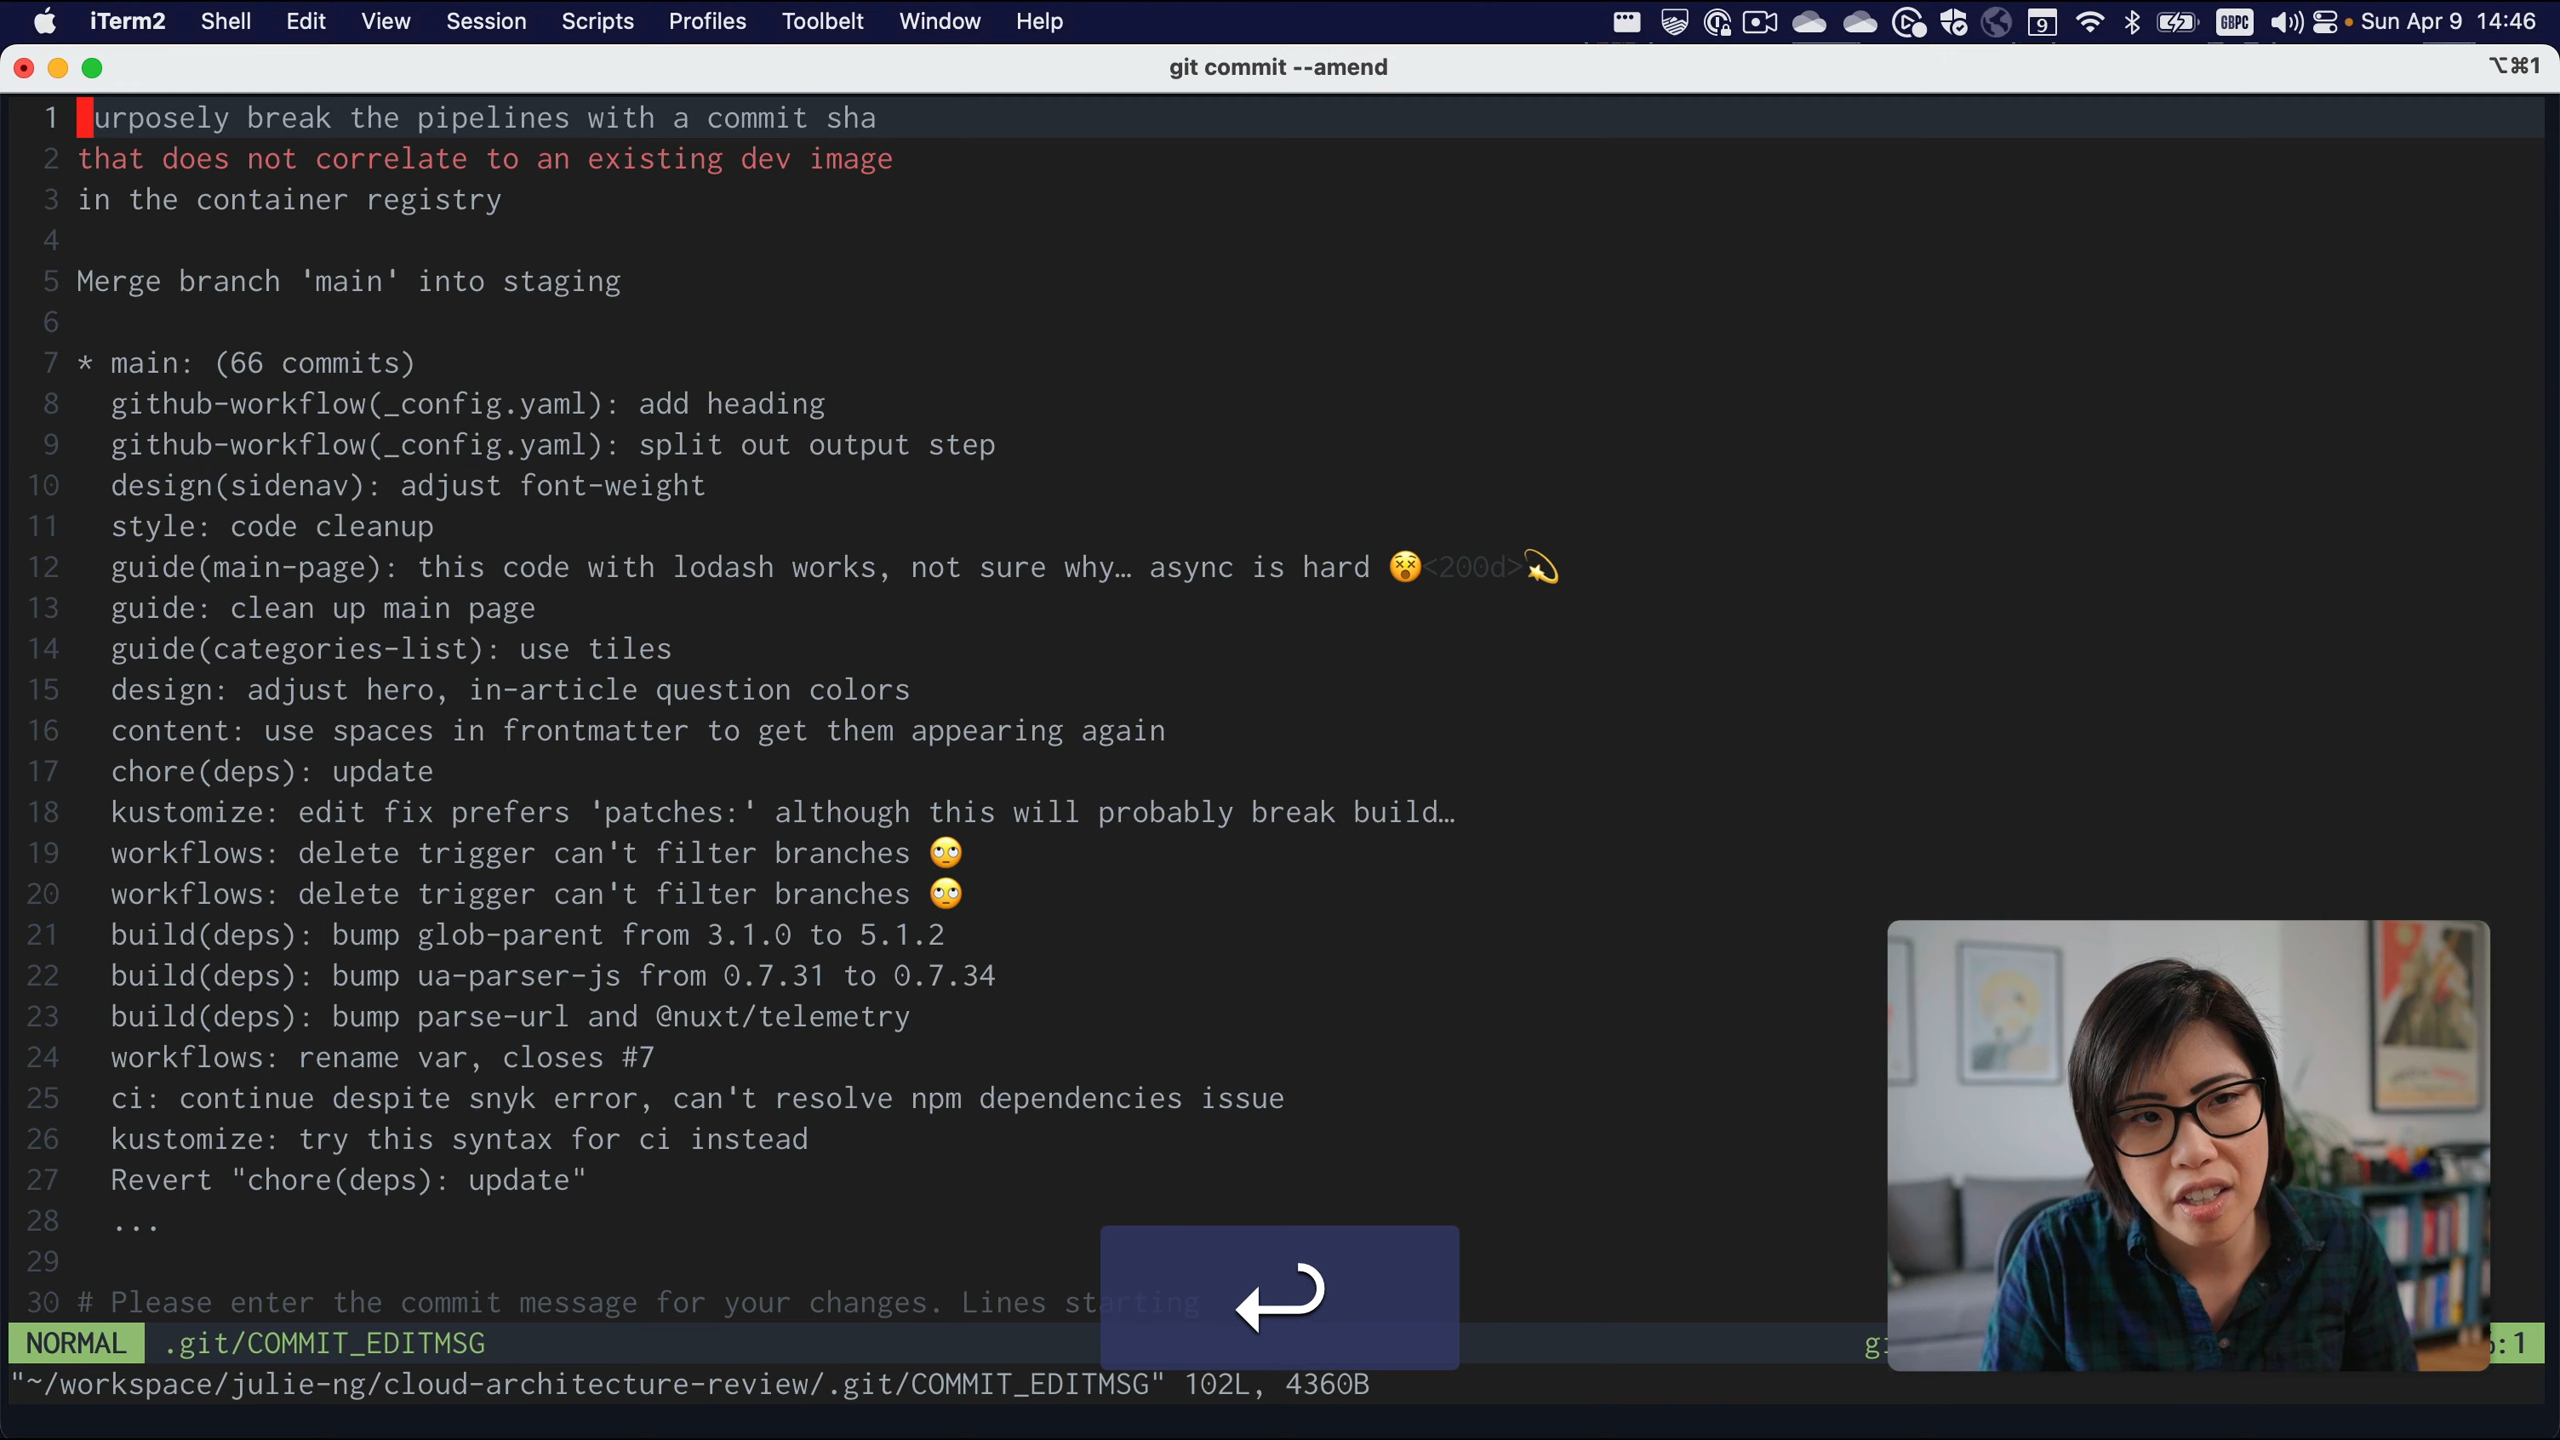 iTerm2 Shell Edit View Session Scripts Profiles Toolbelt Window Help 9 GBPC Sun Apr 9 14:46
git commit --amend ⌥⌘1
1 urposely break the pipelines with a commit sha
2 that does not correlate to an existing dev image
3 in the container registry
4
5 Merge branch 'main' into staging
6
7 * main: (66 commits)
8 github-workflow(_config.yaml): add heading
9 github-workflow(_config.yaml): split out output step
10 design(sidenav): adjust font-weight
11 style: code cleanup
12 guide(main-page): this code with lodash works, not sure why… async is hard 😵<200d>💫
13 guide: clean up main page
14 guide(categories-list): use tiles
15 design: adjust hero, in-article question colors
16 content: use spaces in frontmatter to get them appearing again
17 chore(deps): update
18 kustomize: edit fix prefers 'patches:' although this will probably break build…
19 workflows: delete trigger can't filter branches 🙄
20 workflows: delete trigger can't filter branches 🙄
21 build(deps): bump glob-parent from 3.1.0 to 5.1.2
22 build(deps): bump ua-parser-js from 0.7.31 to 0.7.34
23 build(deps): bump parse-url and @nuxt/telemetry
24 workflows: rename var, closes #7
25 ci: continue despite snyk error, can't resolve npm dependencies issue
26 kustomize: try this syntax for ci instead
27 Revert "chore(deps): update"
28 ...
29
30 # Please enter the commit message for your changes. Lines starting
NORMAL .git/COMMIT_EDITMSG :1
"~/workspace/julie-ng/cloud-architecture-review/.git/COMMIT_EDITMSG" 102L, 4360B